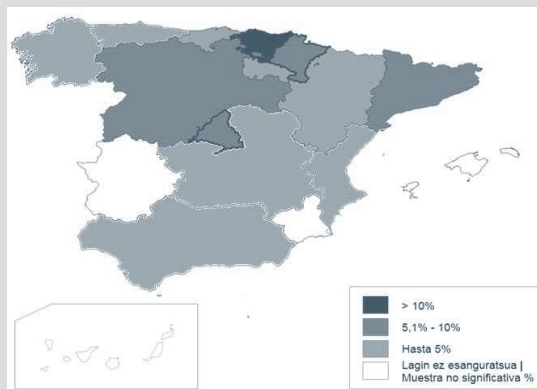 > 10%
5,1% - 10%
Hasta 5%
Lagin ez esanguratsua |
Muestra no significativa %